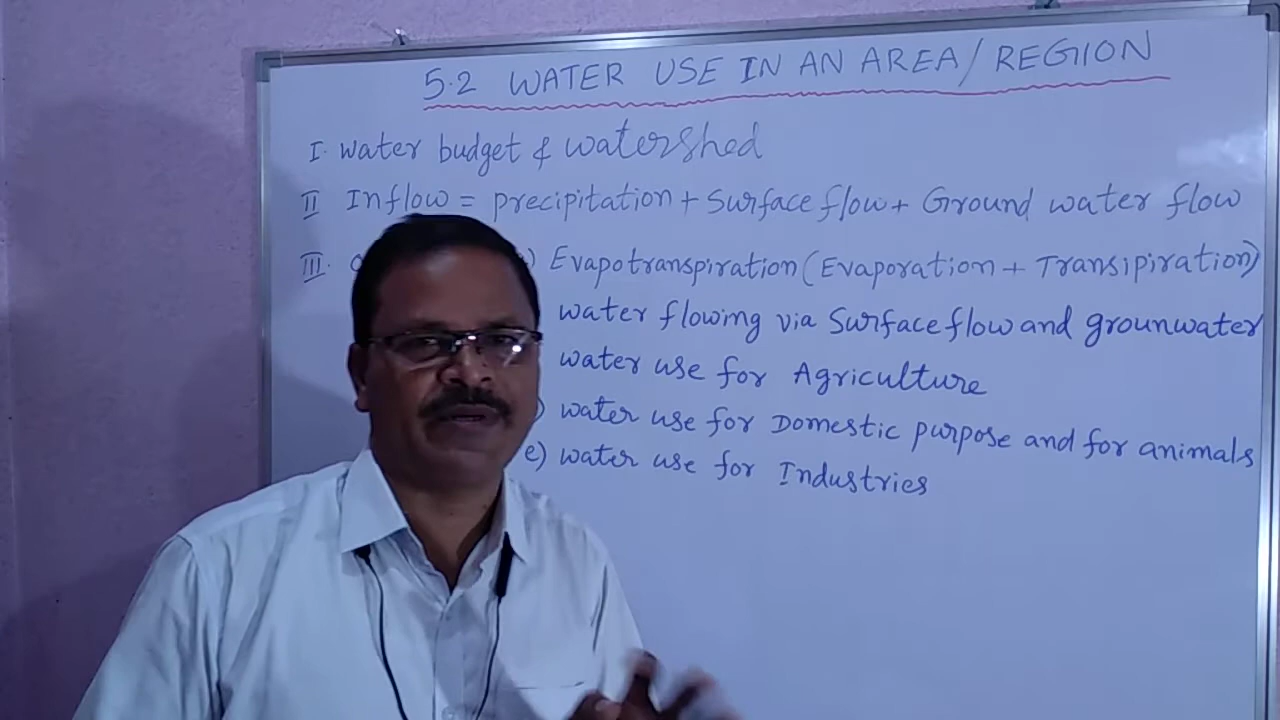 5.2 WATER USE IN AN AREA/REGION
I. water budget & watershed
II Inflow = precipitation + Surface flow + Ground water flow
III. ) Evapotranspiration (Evaporation + Transipiration)
water flowing via Surface flow and grounwater
water use for Agriculture
) water use for Domestic purpose and for animals
e) water use for Industries